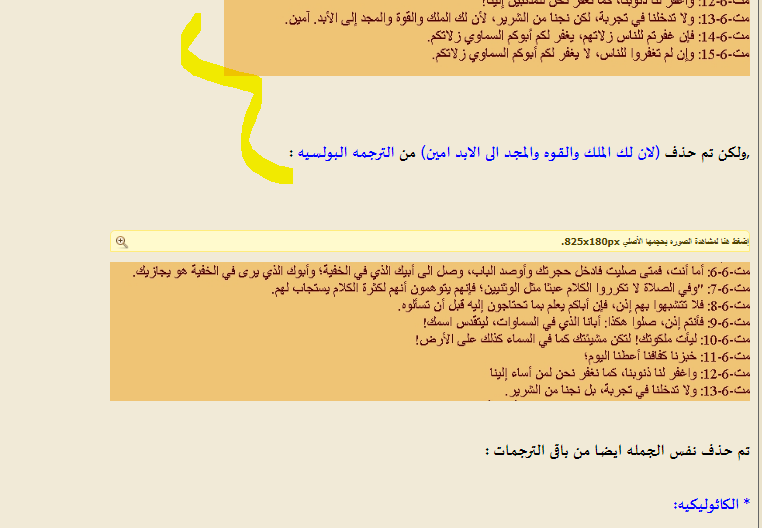 مت-6-12: واغفر لنا ذنوبنا، كما نغفر نحن للمذنبين إلينا!
مت-6-13: ولا تدخلنا في تجربة، لكن نجنا من الشرير، لأن لك الملك والقوة والمجد إلى الأبد. آمين.
مت-6-14: فإن غفرتم للناس زلاتهم، يغفر لكم أبوكم السماوي زلاتكم.
مت-6-15: وإن لم تغفروا للناس، لا يغفر لكم أبوكم السماوي زلاتكم.
,ولكن تم حذف (لان لك الملك والقوه والمجد الى الابد امين) من الترجمه البولسيه :
إضغط هنا لمشاهدة الصوره بحجمها الأصلي 825x180px.
مت-6-6: أما أنت، فمتى صليت فادخل حجرتك وأوصد الباب، وصل الى أبيك الذي في الخفية؛ وأبوك الذي يرى في الخفية هو يجازيك.
مت-6-7: "وفي الصلاة لا تكرروا الكلام عبثا مثل الوثنيين؛ فإنهم يتوهمون أنهم لكثرة الكلام يستجاب لهم.
مت-6-8: فلا تتشبهوا بهم إذن، فإن أباكم يعلم بما تحتاجون إليه قبل أن تسألوه.
مت-6-9: فأنتم إذن، صلوا هكذا: أبانا الذي في السماوات، ليتقدس اسمك!
مت-6-10: ليأت ملكوتك! لتكن مشيئتك كما في السماء كذلك على الأرض!
مت-6-11: خبزنا كفافنا أعطنا اليوم؛
مت-6-12: واغفر لنا ذنوبنا، كما نغفر نحن لمن أساء إلينا
مت-6-13: ولا تدخلنا في تجربة، بل نجنا من الشرير.
تم حذف نفس الجمله ايضا من باقى الترجمات :
* الكاثوليكيه: